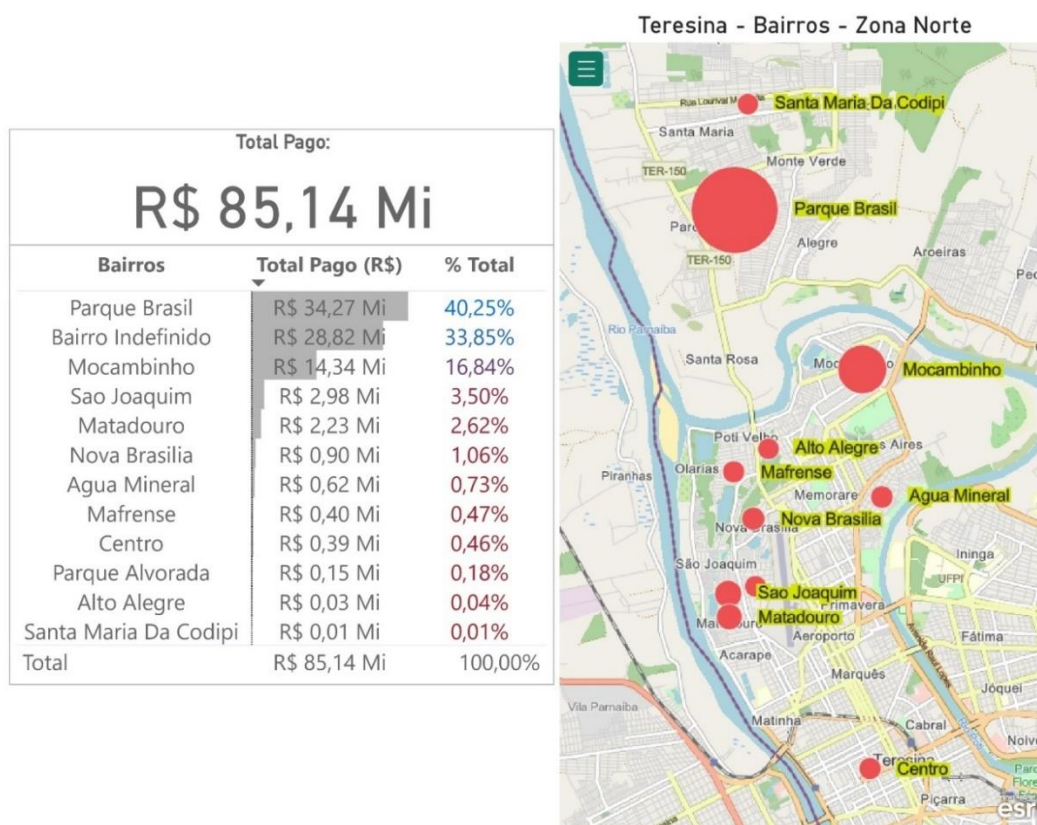 Teresina - Bairros - Zona Norte
Total Pago:
R$ 85,14 Mi
Bairros Total Pago (R$) % Total
Parque Brasil R$ 34,27 Mi 40,25%
Bairro Indefinido R$ 28,82 Mi 33,85%
Mocambinho R$ 14,34 Mi 16,84%
Sao Joaquim R$ 2,98 Mi 3,50%
Matadouro R$ 2,23 Mi 2,62%
Nova Brasilia R$ 0,90 Mi 1,06%
Agua Mineral R$ 0,62 Mi 0,73%
Mafrense R$ 0,40 Mi 0,47%
Centro R$ 0,39 Mi 0,46%
Parque Alvorada R$ 0,15 Mi 0,18%
Alto Alegre R$ 0,03 Mi 0,04%
Santa Maria Da Codipi R$ 0,01 Mi 0,01%
Total R$ 85,14 Mi 100,00%
Rua Lourival
Santa Maria Da Codipi
Santa Maria
Monte Verde
TER-150
Parque Brasil
Alegre
Aroeiras
TER-150
Rio Parnaíba
Santa Rosa
Mocambinho
Poti Velho
Alto Alegre
Olarias
Mafrense
Piranhas
Memorare
Agua Mineral
Nova Brasilia
Ininga
São Joaquim
UFPI
Sao Joaquim
Primavera
Matadouro
Aeroporto
Fátima
Acarape
Avenida Raul Lopes
Marquês
Jóquei
Vila Parnaiba
Matinha
Cabral
Teresina
Centro
Piçarra
esri